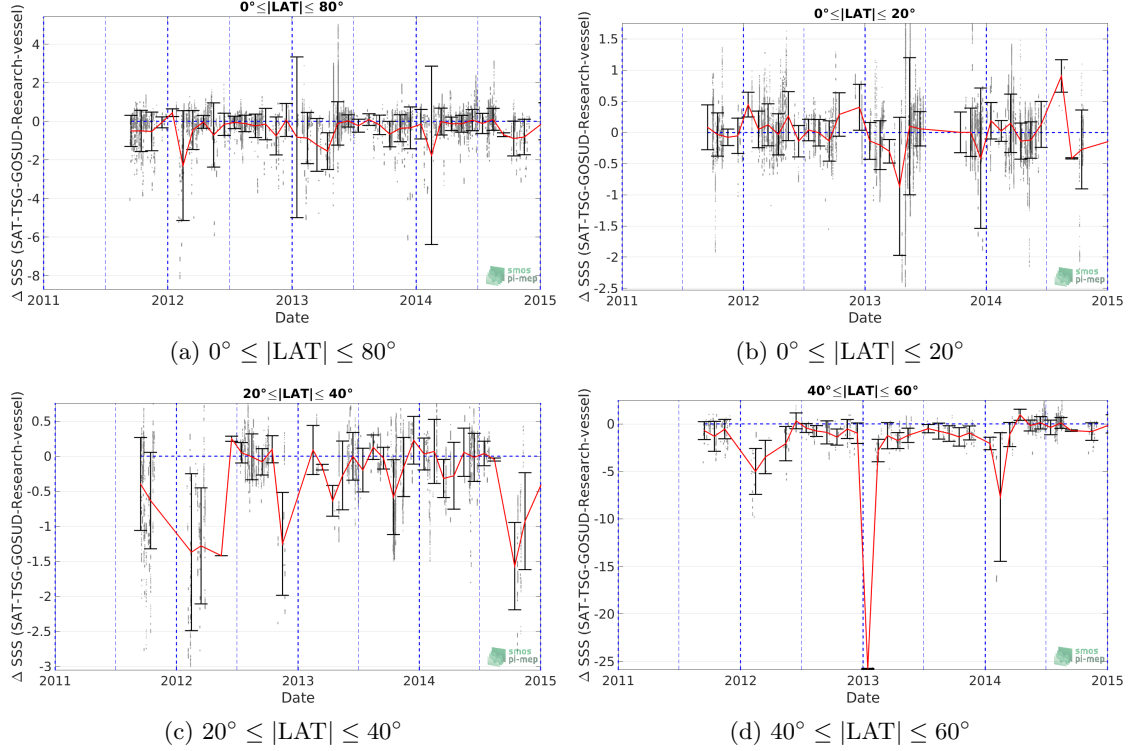 0°≤|LAT|≤ 80°
Δ SSS (SAT-TSG-GOSUD-Research-vessel)
4
2
0
-2
-4
-6
-8
2011 2012 2013 2014 2015
Date
smos
pi-mep
(a) 0° ≤ |LAT| ≤ 80°
0°≤|LAT|≤ 20°
Δ SSS (SAT-TSG-GOSUD-Research-vessel)
1.5
1
0.5
0
-0.5
-1
-1.5
-2
-2.5
2011 2012 2013 2014 2015
Date
smos
pi-mep
(b) 0° ≤ |LAT| ≤ 20°
20°≤|LAT|≤ 40°
Δ SSS (SAT-TSG-GOSUD-Research-vessel)
0.5
0
-0.5
-1
-1.5
-2
-2.5
-3
2011 2012 2013 2014 2015
Date
smos
pi-mep
(c) 20° ≤ |LAT| ≤ 40°
40°≤|LAT|≤ 60°
Δ SSS (SAT-TSG-GOSUD-Research-vessel)
0
-5
-10
-15
-20
-25
2011 2012 2013 2014 2015
Date
smos
pi-mep
(d) 40° ≤ |LAT| ≤ 60°